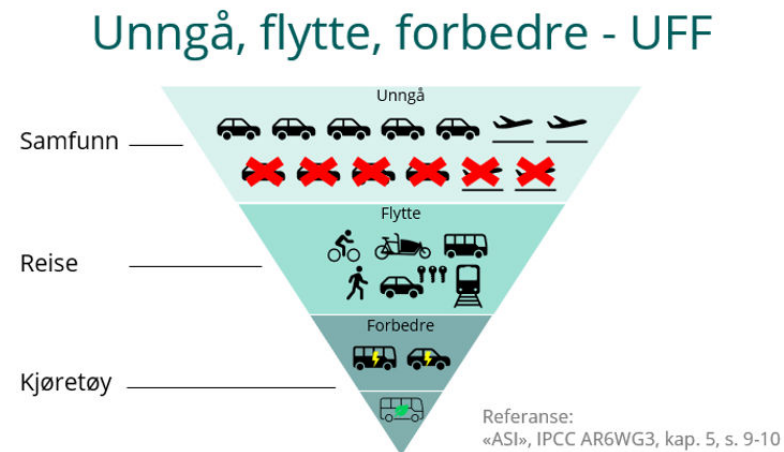 Unngå, flytte, forbedre - UFF
Unngå
Samfunn
Flytte
Reise
Forbedre
Kjøretøy
Referanse:
«ASI», IPCC AR6WG3, kap. 5, s. 9-10